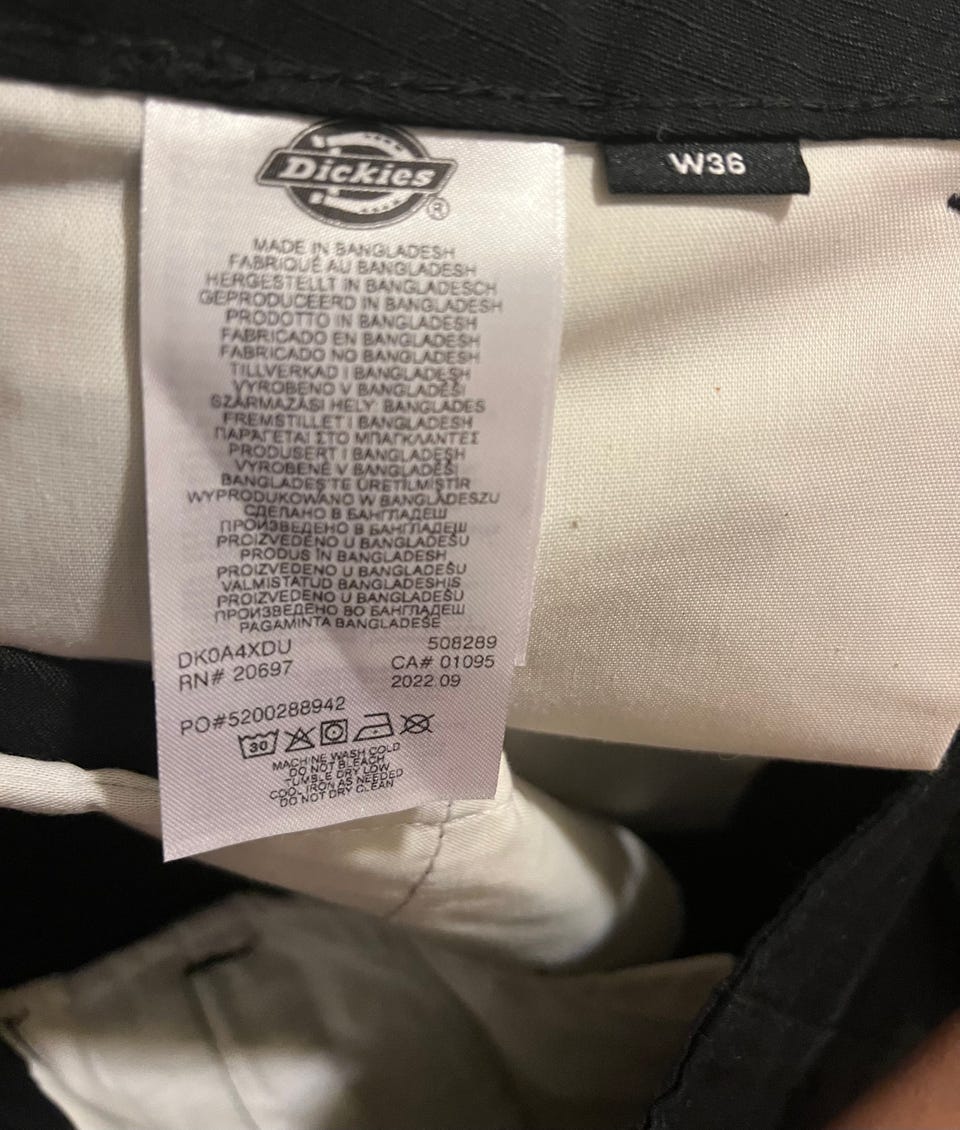 Dickies®
W36
MADE IN BANGLADESH
FABRIQUÉ AU BANGLADESH
HERGESTELLT IN BANGLADESCH
GEPRODUCEERD IN BANGLADESH
PRODOTTO IN BANGLADESH
FABRICADO EN BANGLADESH
FABRICADO NO BANGLADESH
TILLVERKAD I BANGLADESH
VYROBENO V BANGLADÉŠI
SZÁRMAZÁSI HELY: BANGLADES
FREMSTILLET I BANGLADESH
ΠΑΡΑΓΕΤΑΙ ΣΤΟ ΜΠΑΓΚΛΑΝΤΕΣ
PRODUSERT I BANGLADESH
VYROBENÉ V BANGLADÉŠI
BANGLADEŞ'TE ÜRETİLMİŞTİR
WYPRODUKOWANO W BANGLADESZU
СДЕЛАНО В БАНГЛАДЕШ
ПРОИЗВЕДЕНО В БАНГЛАДЕШ
PROIZVEDENO U BANGLADEŠU
PRODUS ÎN BANGLADESH
PROIZVEDENO U BANGLADEŠU
VALMISTATUD BANGLADESHIS
PROIZVEDENO U BANGLADEŠU
ПРОИЗВЕДЕНО ВО БАНГЛАДЕШ
PAGAMINTA BANGLADEŠE
DK0A4XDU 508289
RN# 20697 CA# 01095
2022.09
PO#5200288942
30
MACHINE WASH COLD
DO NOT BLEACH
TUMBLE DRY LOW
COOL IRON AS NEEDED
DO NOT DRY CLEAN